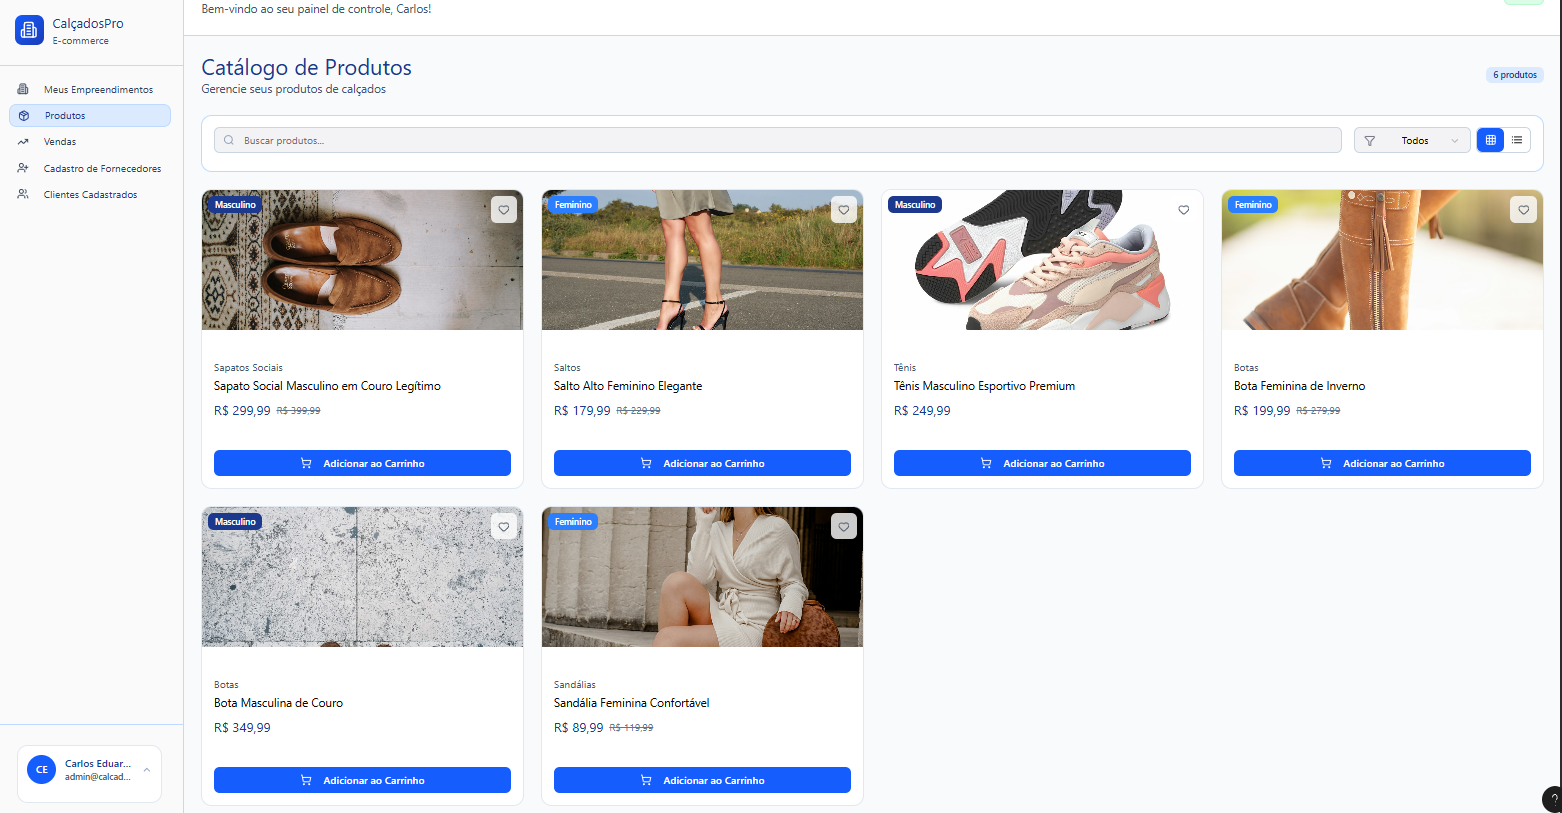 CalçadosPro
E-commerce
Meus Empreendimentos
Produtos
Vendas
Cadastro de Fornecedores
Clientes Cadastrados
Carlos Eduar...
CE
admin@calcad...
Bem-vindo ao seu painel de controle, Carlos!
Catálogo de Produtos
Gerencie seus produtos de calçados
6 produtos
Buscar produtos...
Todos
Masculino
Sapatos Sociais
Sapato Social Masculino em Couro Legítimo
R$ 299,99 R$ 399,99
Adicionar ao Carrinho
Feminino
Saltos
Salto Alto Feminino Elegante
R$ 179,99 R$ 229,99
Adicionar ao Carrinho
Masculino
Tênis
Tênis Masculino Esportivo Premium
R$ 249,99
Adicionar ao Carrinho
Feminino
Botas
Bota Feminina de Inverno
R$ 199,99 R$ 279,99
Adicionar ao Carrinho
Masculino
Botas
Bota Masculina de Couro
R$ 349,99
Adicionar ao Carrinho
Feminino
Sandálias
Sandália Feminina Confortável
R$ 89,99 R$ 119,99
Adicionar ao Carrinho
?